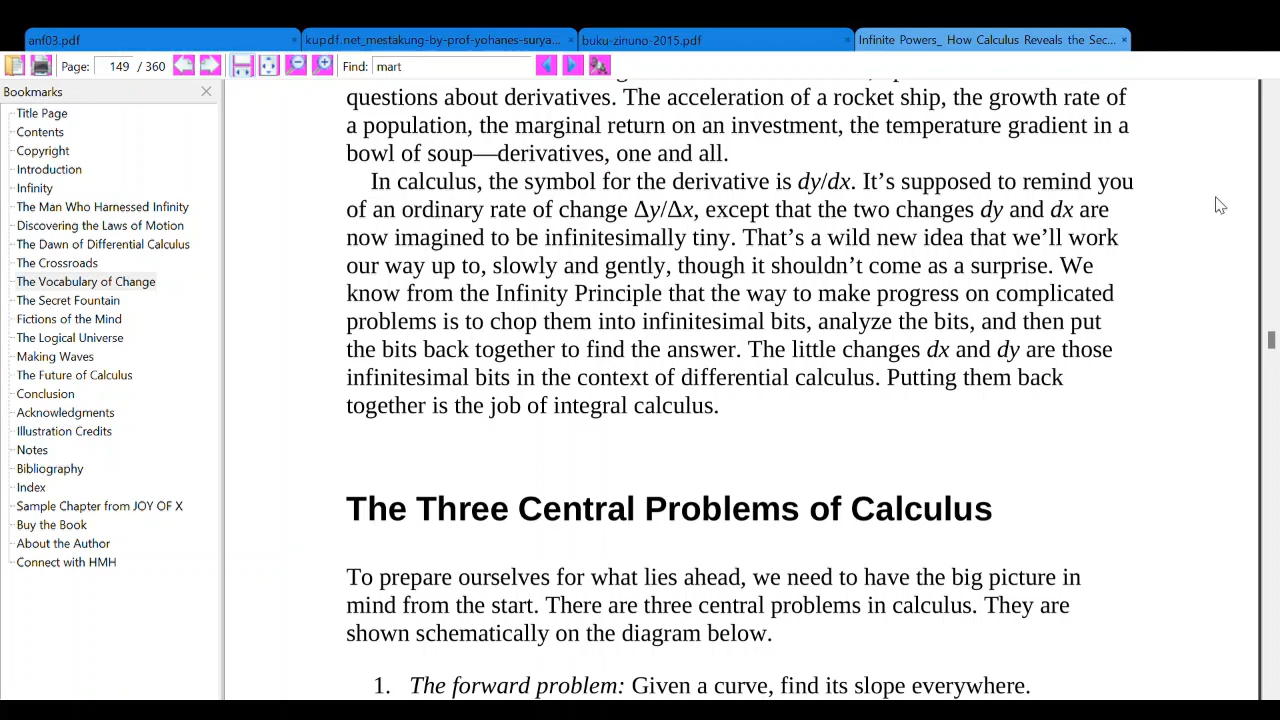 anf03.pdf × kupdf.net_mestakung-by-prof-yohanes-surya... × buku-zinuno-2015.pdf × Infinite Powers_ How Calculus Reveals the Sec... ×
Page: 149 / 360 Find: mart
Bookmarks
Title Page
Contents
Copyright
Introduction
Infinity
The Man Who Harnessed Infinity
Discovering the Laws of Motion
The Dawn of Differential Calculus
The Crossroads
The Vocabulary of Change
The Secret Fountain
Fictions of the Mind
The Logical Universe
Making Waves
The Future of Calculus
Conclusion
Acknowledgments
Illustration Credits
Notes
Bibliography
Index
Sample Chapter from JOY OF X
Buy the Book
About the Author
Connect with HMH
questions about derivatives. The acceleration of a rocket ship, the growth rate of
a population, the marginal return on an investment, the temperature gradient in a
bowl of soup—derivatives, one and all.
In calculus, the symbol for the derivative is dy/dx. It’s supposed to remind you
of an ordinary rate of change Δy/Δx, except that the two changes dy and dx are
now imagined to be infinitesimally tiny. That’s a wild new idea that we’ll work
our way up to, slowly and gently, though it shouldn’t come as a surprise. We
know from the Infinity Principle that the way to make progress on complicated
problems is to chop them into infinitesimal bits, analyze the bits, and then put
the bits back together to find the answer. The little changes dx and dy are those
infinitesimal bits in the context of differential calculus. Putting them back
together is the job of integral calculus.
The Three Central Problems of Calculus
To prepare ourselves for what lies ahead, we need to have the big picture in
mind from the start. There are three central problems in calculus. They are
shown schematically on the diagram below.
1. The forward problem: Given a curve, find its slope everywhere.